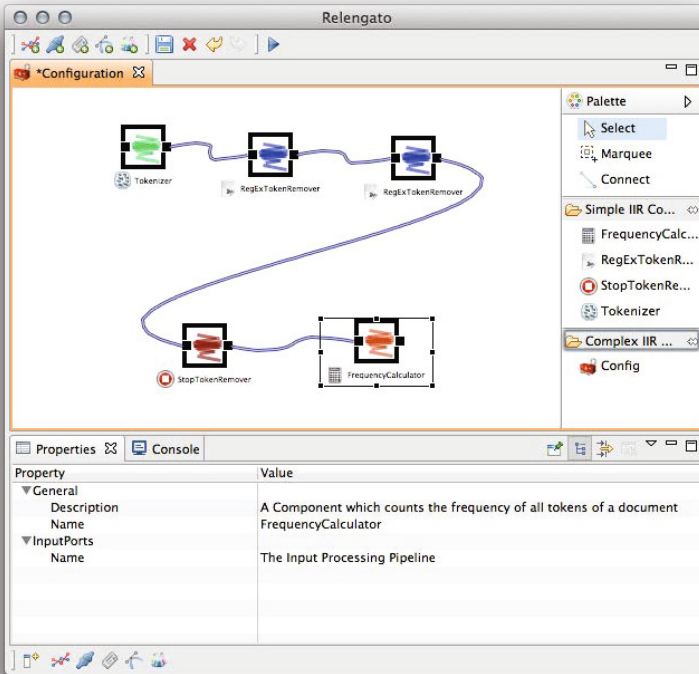 Relengato
*Configuration
Palette
Select
Marquee
Connect
Simple IIR Co...
FrequencyCalc...
RegExTokenR...
StopTokenRe...
Tokenizer
Complex IIR ...
Config
Tokenizer
RegExTokenRemover
RegExTokenRemover
StopTokenRemover
FrequencyCalculator
Properties Console
Property Value
General
Description A Component which counts the frequency of all tokens of a document
Name FrequencyCalculator
InputPorts
Name The Input Processing Pipeline